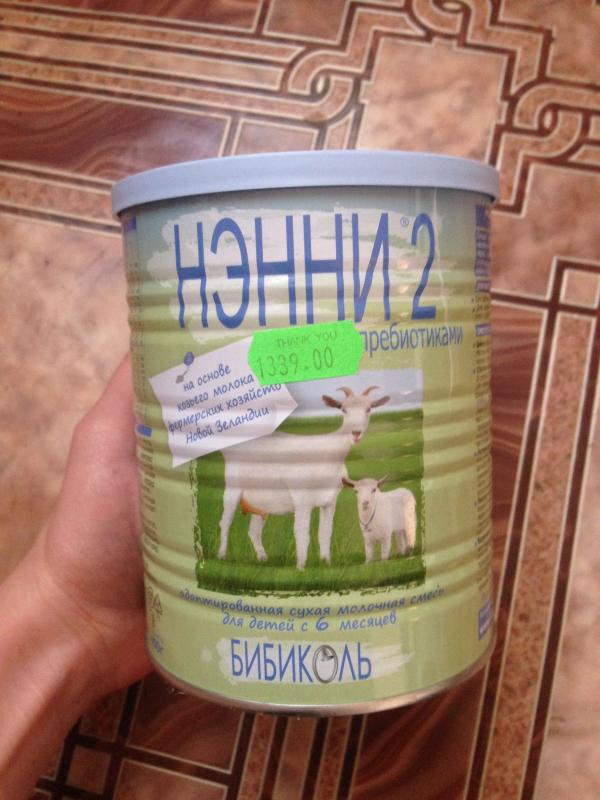 НЭННИ® 2
пребиотиками
THANK YOU
1339.00
на основе
козьего молока
фермерских хозяйств
Новой Зеландии
адаптированная сухая молочная смесь
для детей с 6 месяцев
БИБИКОЛЬ